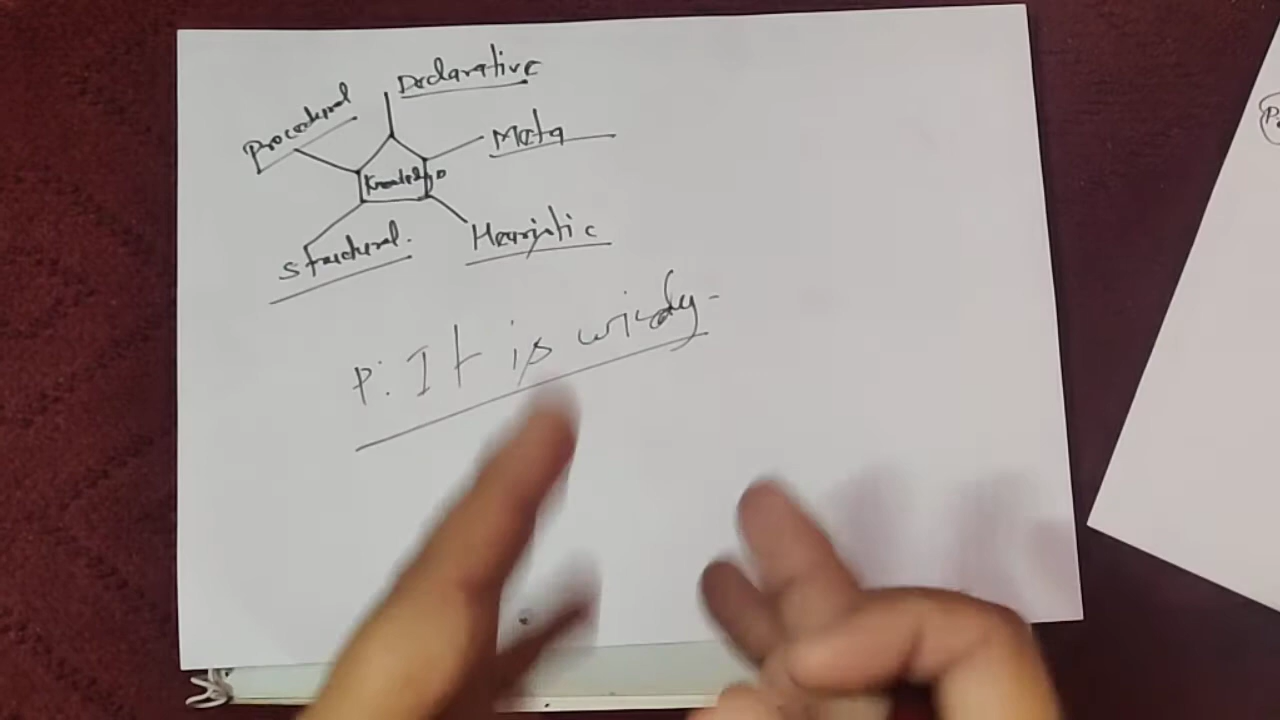 Declarative
Procedural
Meta
Knowledge
Structural.
Heuristic
P: It is windy.